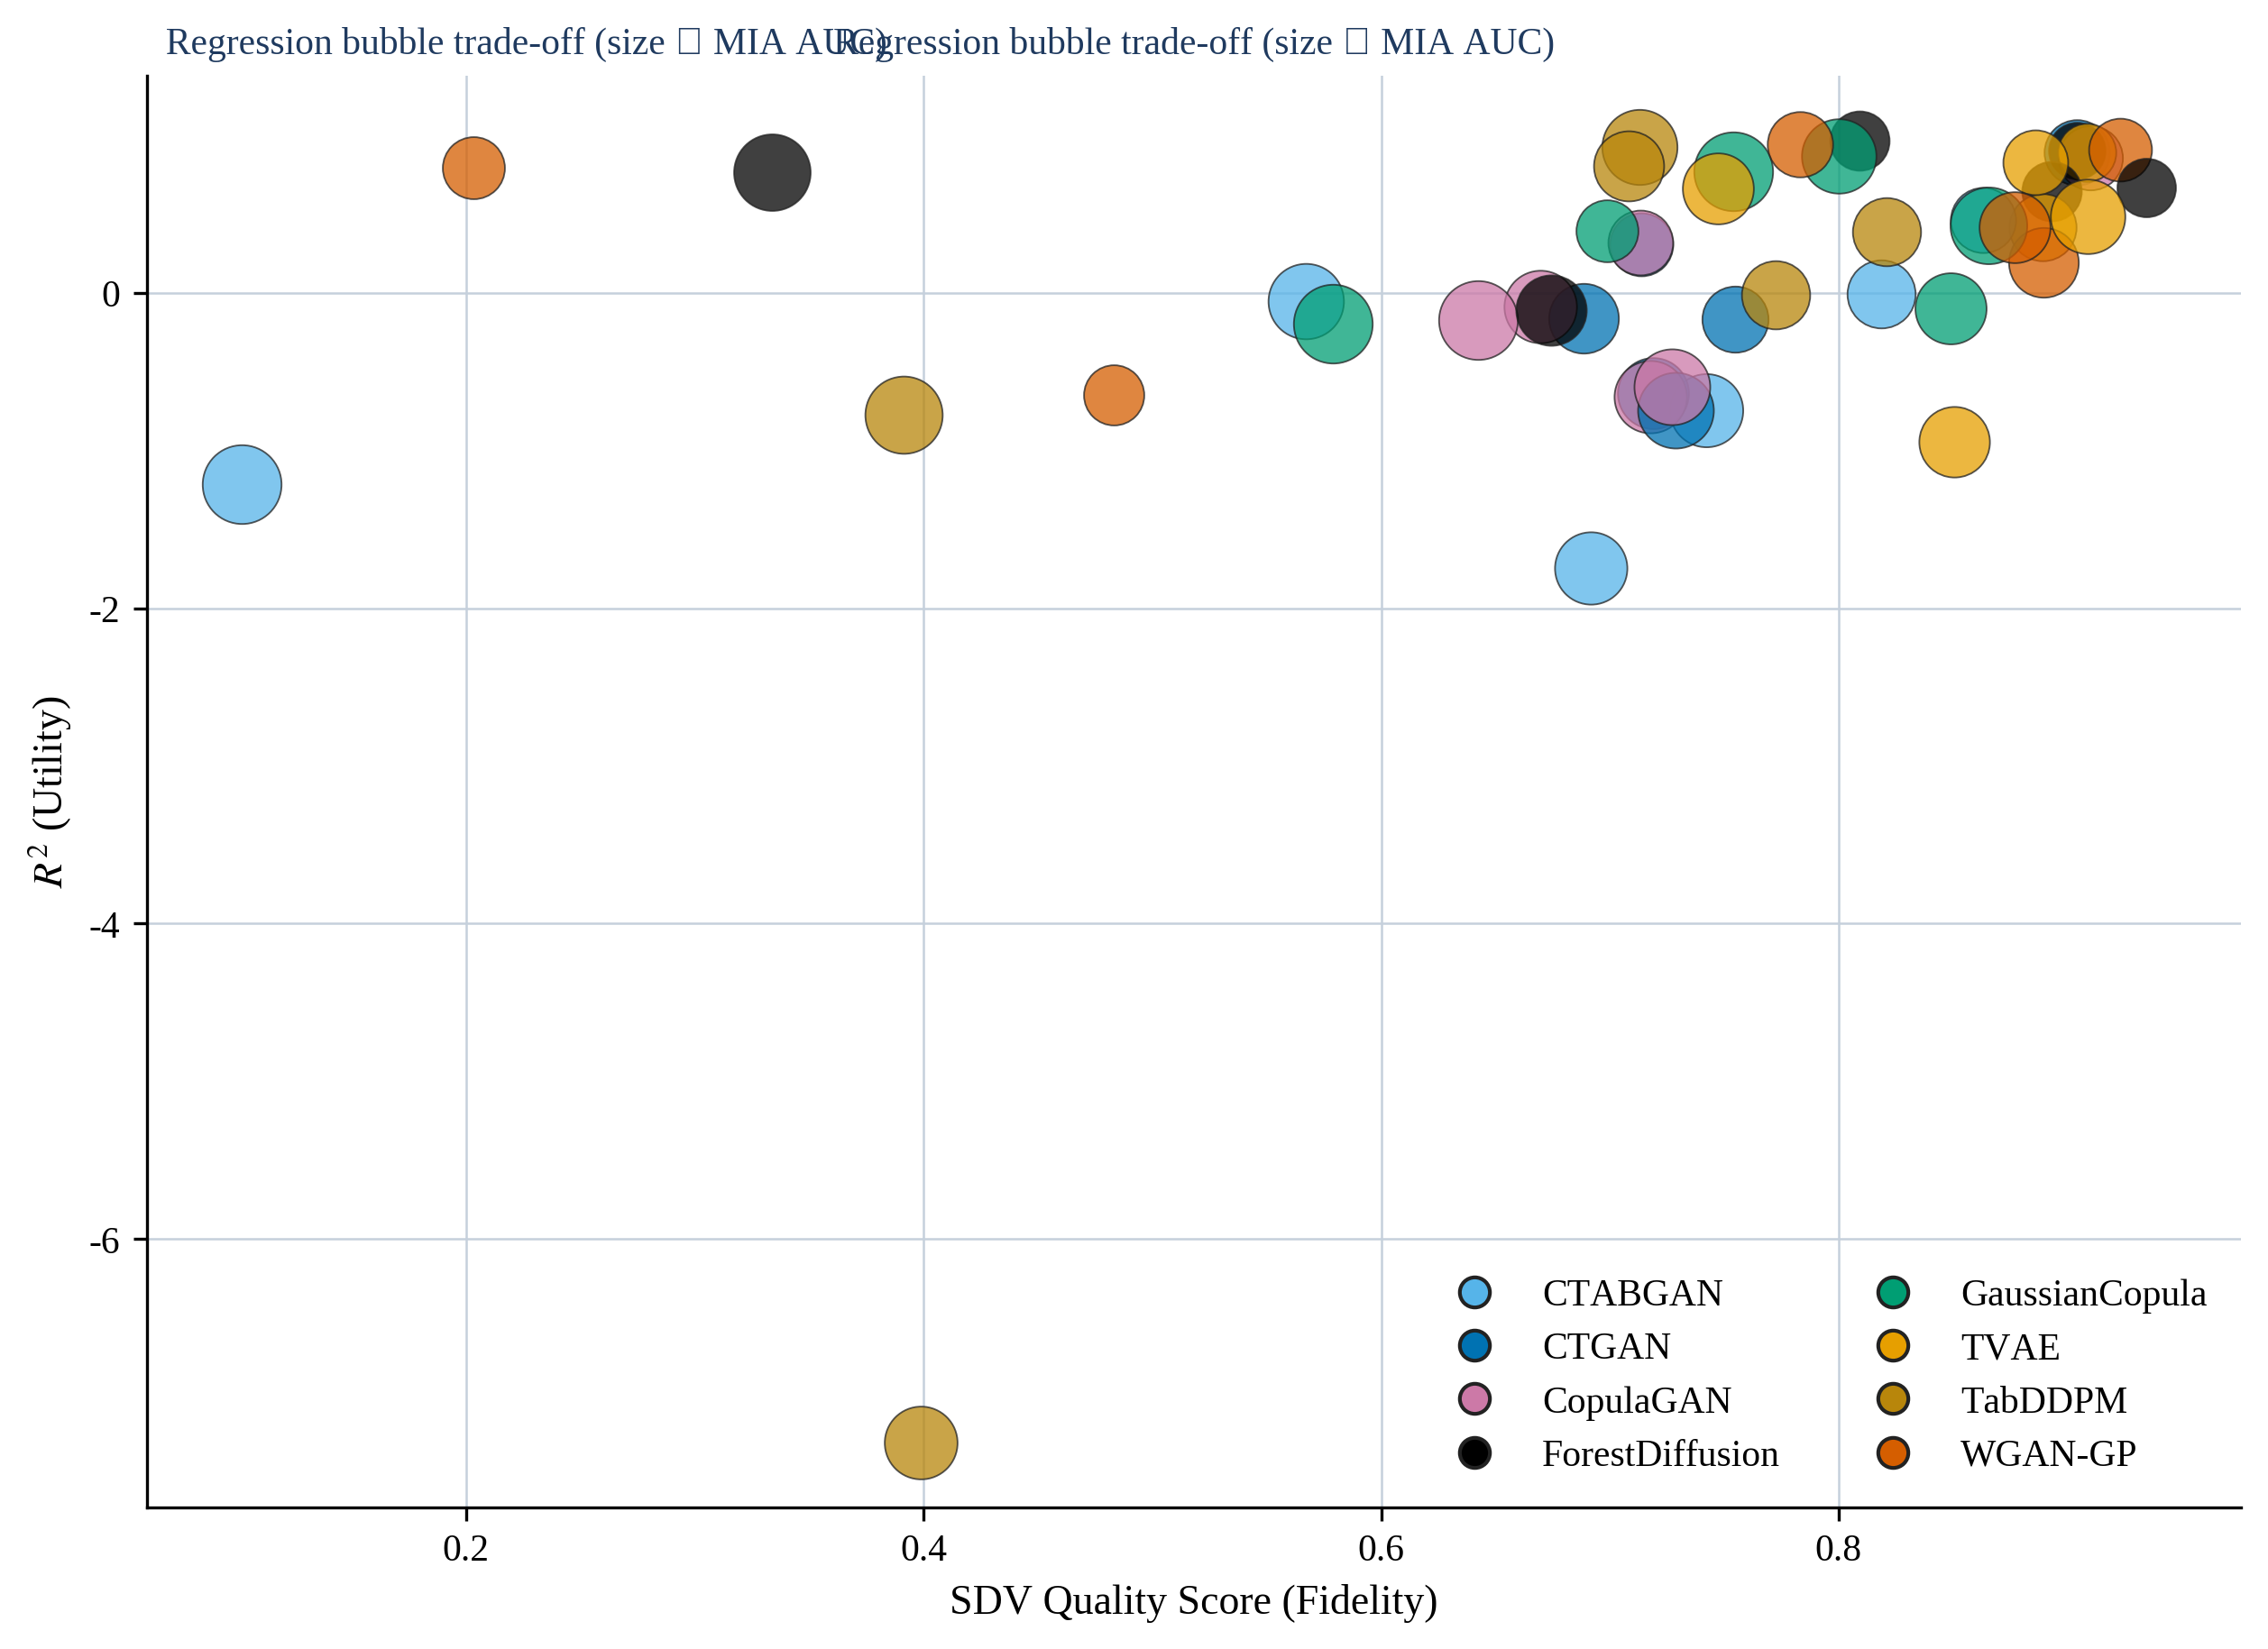 Regression bubble trade-off (size □ MIA AUC)
Regression bubble trade-off (size □ MIA AUC)
0
-2
-4
-6
R² (Utility)
0.2
0.4
0.6
0.8
SDV Quality Score (Fidelity)
CTABGAN
CTGAN
CopulaGAN
ForestDiffusion
GaussianCopula
TVAE
TabDDPM
WGAN-GP